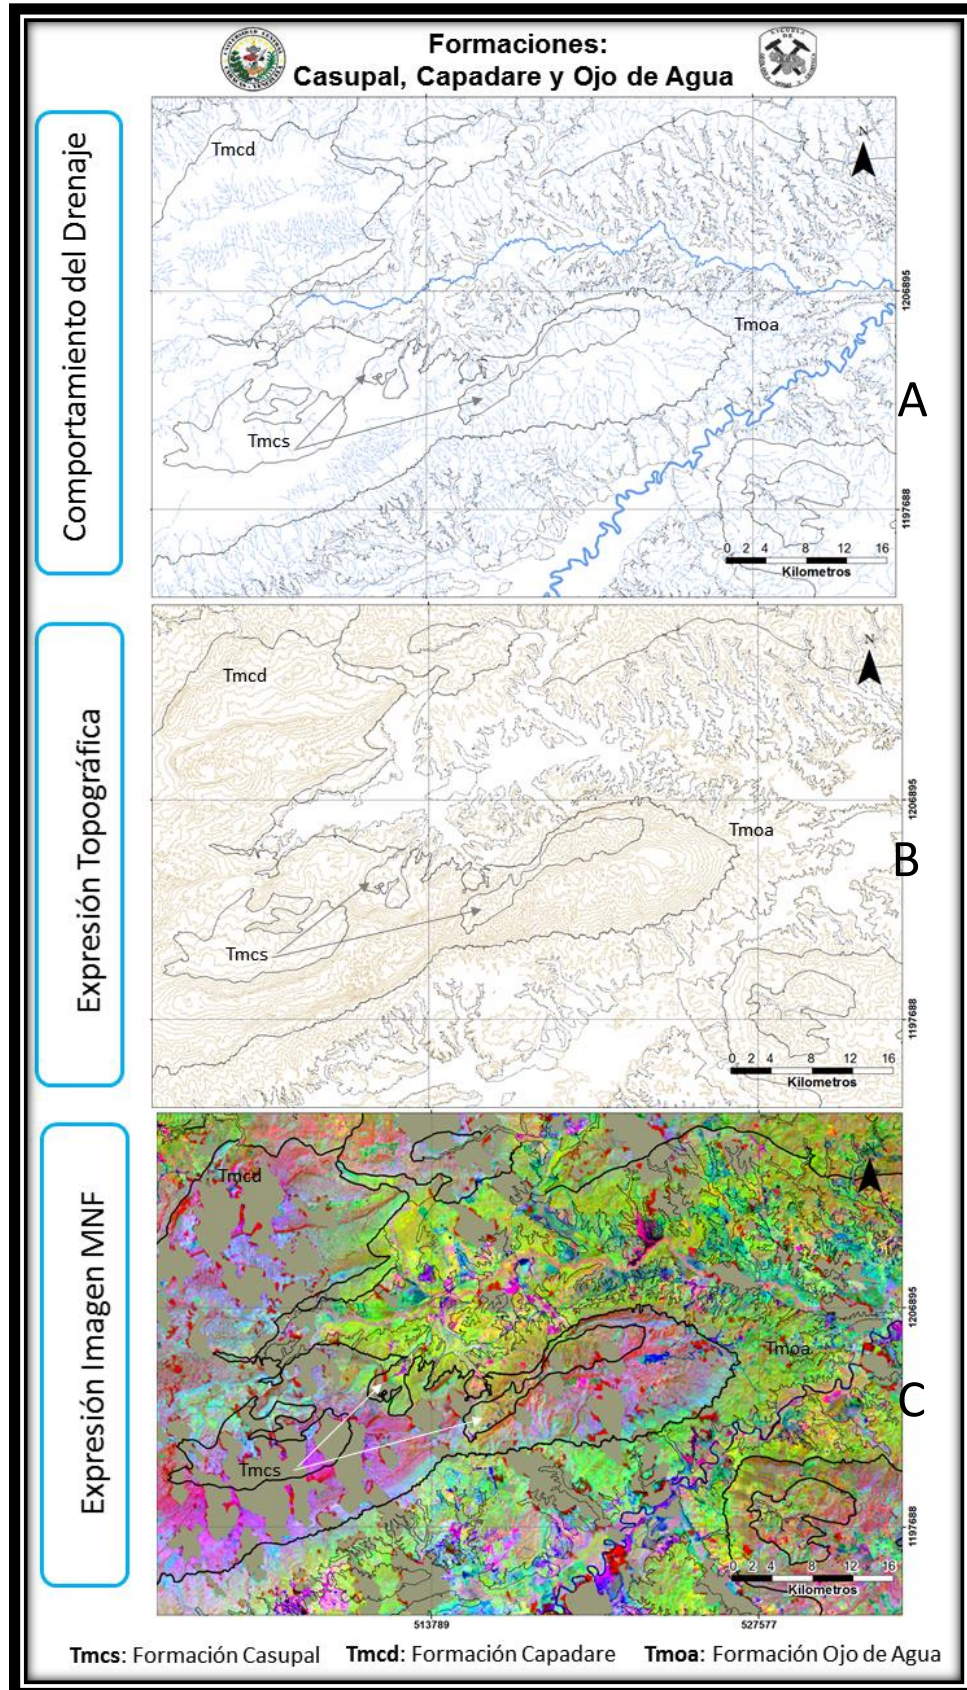 Formaciones:
Casupal, Capadare y Ojo de Agua
Comportamiento del Drenaje
Tmcd
N
1206895
Tmoa
A
Tmcs
1197688
0 2 4 8 12 16
Kilometros
Expresión Topográfica
Tmcd
N
1206895
Tmoa
B
Tmcs
1197688
0 2 4 8 12 16
Kilometros
Expresión Imagen MNF
Tmcd
1206895
Tmoa
C
Tmcs
1197688
0 2 4 8 12 16
Kilometros
513789 527577
Tmcs: Formación Casupal Tmcd: Formación Capadare Tmoa: Formación Ojo de Agua